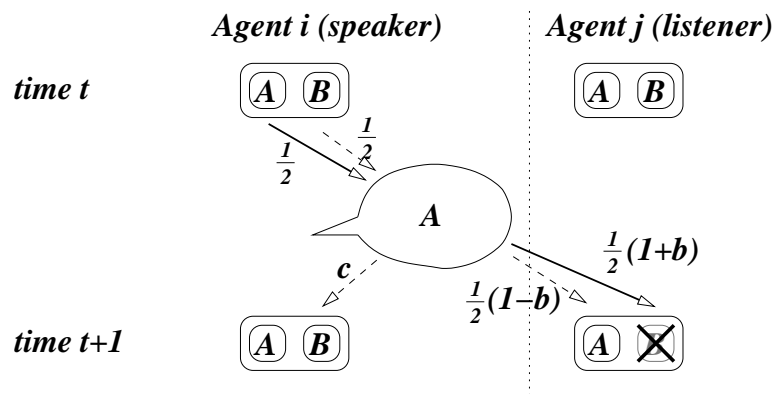 Agent i (speaker) Agent j (listener)
time t A B A B
1/2 1/2
A
c 1/2(1−b) 1/2(1+b)
time t+1 A B A B